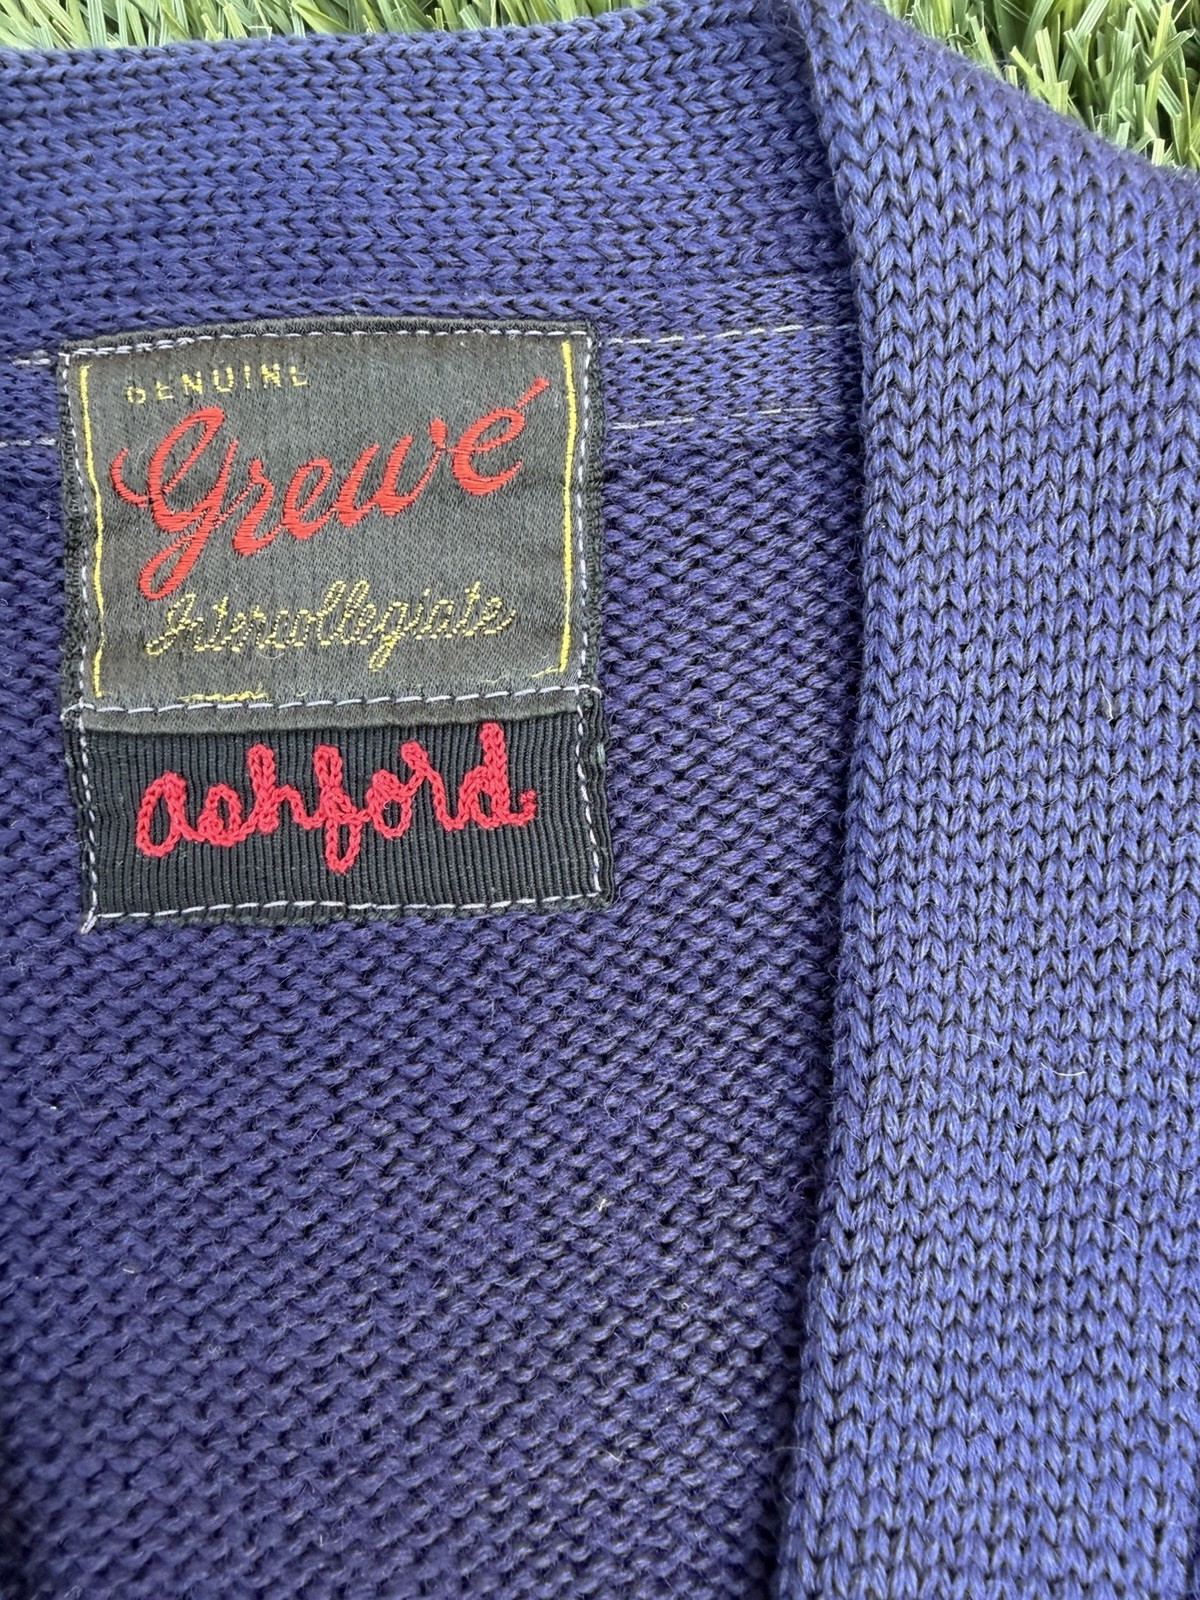 GENUINE
Grewé
Intercollegiate
ashford